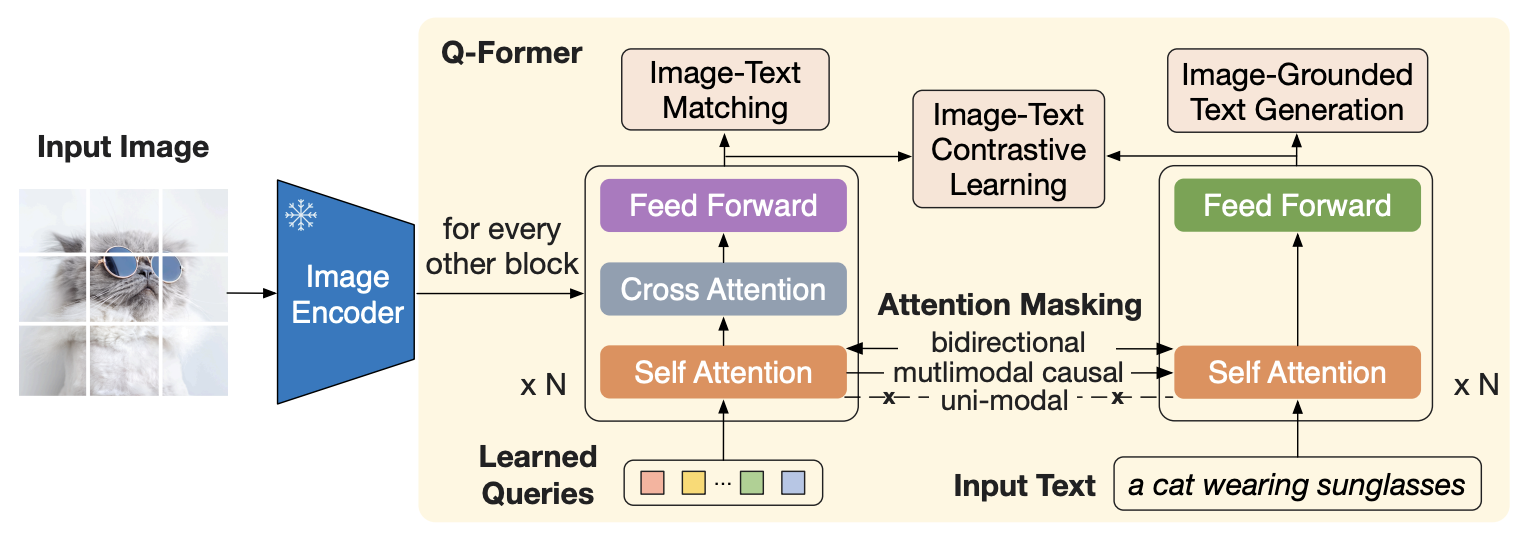 Q-Former
Input Image
Image
Encoder
for every
other block
x N
Image-Text
Matching
Feed Forward
Cross Attention
Self Attention
Learned
Queries
...
Image-Text
Contrastive
Learning
Attention Masking
bidirectional
mutlimodal causal
x uni-modal x
Image-Grounded
Text Generation
Feed Forward
Self Attention
x N
Input Text
a cat wearing sunglasses